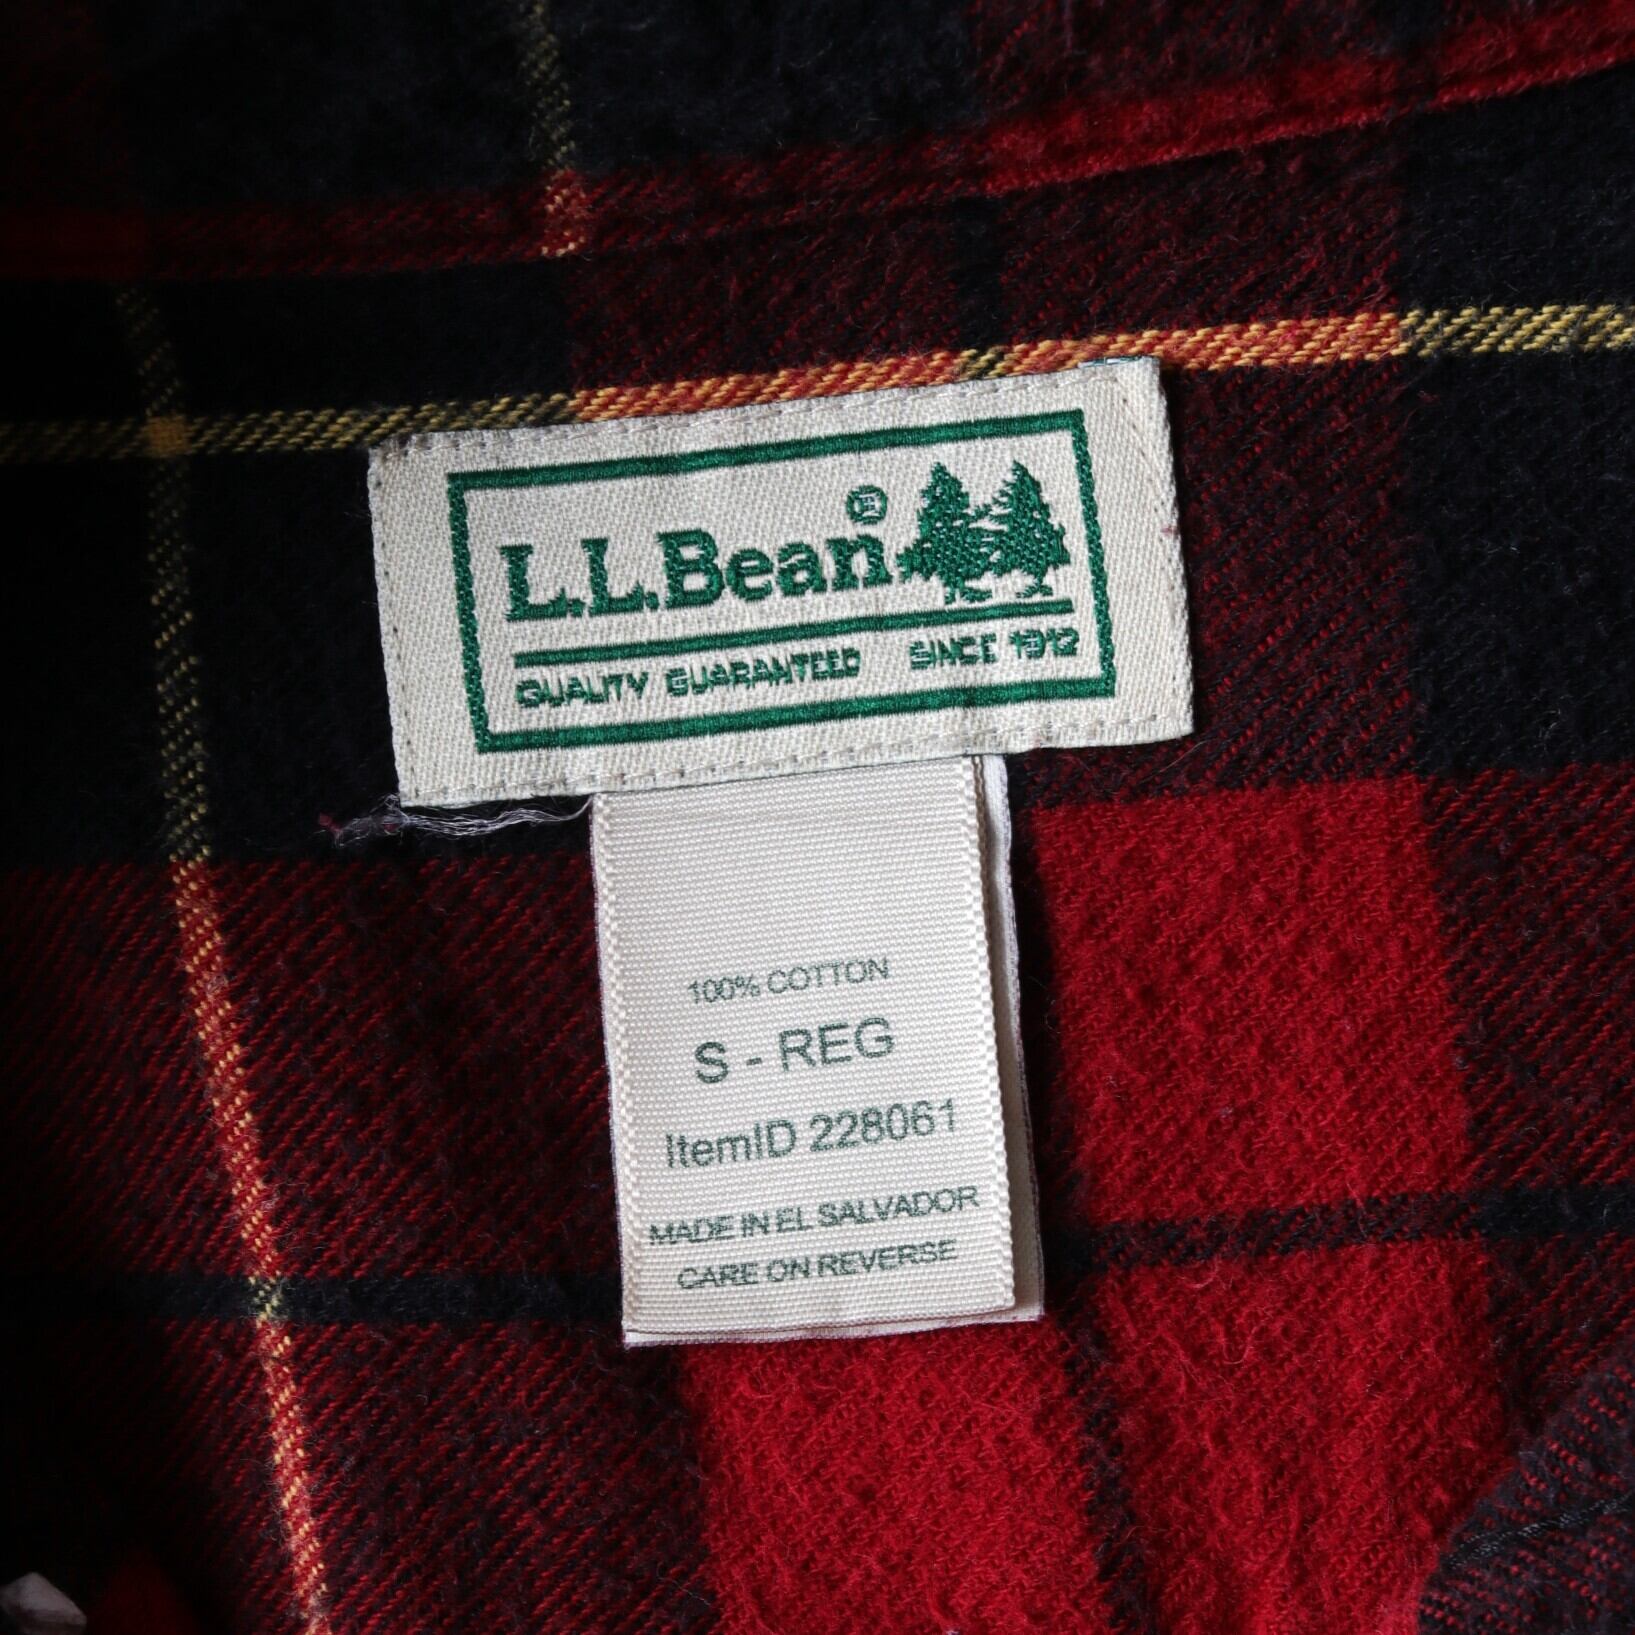 L.L.Bean®
QUALITY GUARANTEED SINCE 1912
100% COTTON
S - REG
ItemID 228061
MADE IN EL SALVADOR
CARE ON REVERSE